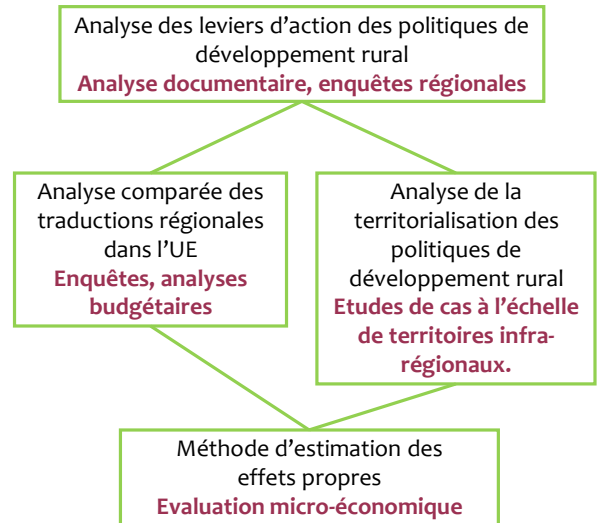 Analyse des leviers d’action des politiques de
développement rural
Analyse documentaire, enquêtes régionales
Analyse comparée des
traductions régionales
dans l’UE
Enquêtes, analyses
budgétaires
Analyse de la
territorialisation des
politiques de
développement rural
Etudes de cas à l’échelle
de territoires infra-
régionaux.
Méthode d’estimation des
effets propres
Evaluation micro-économique